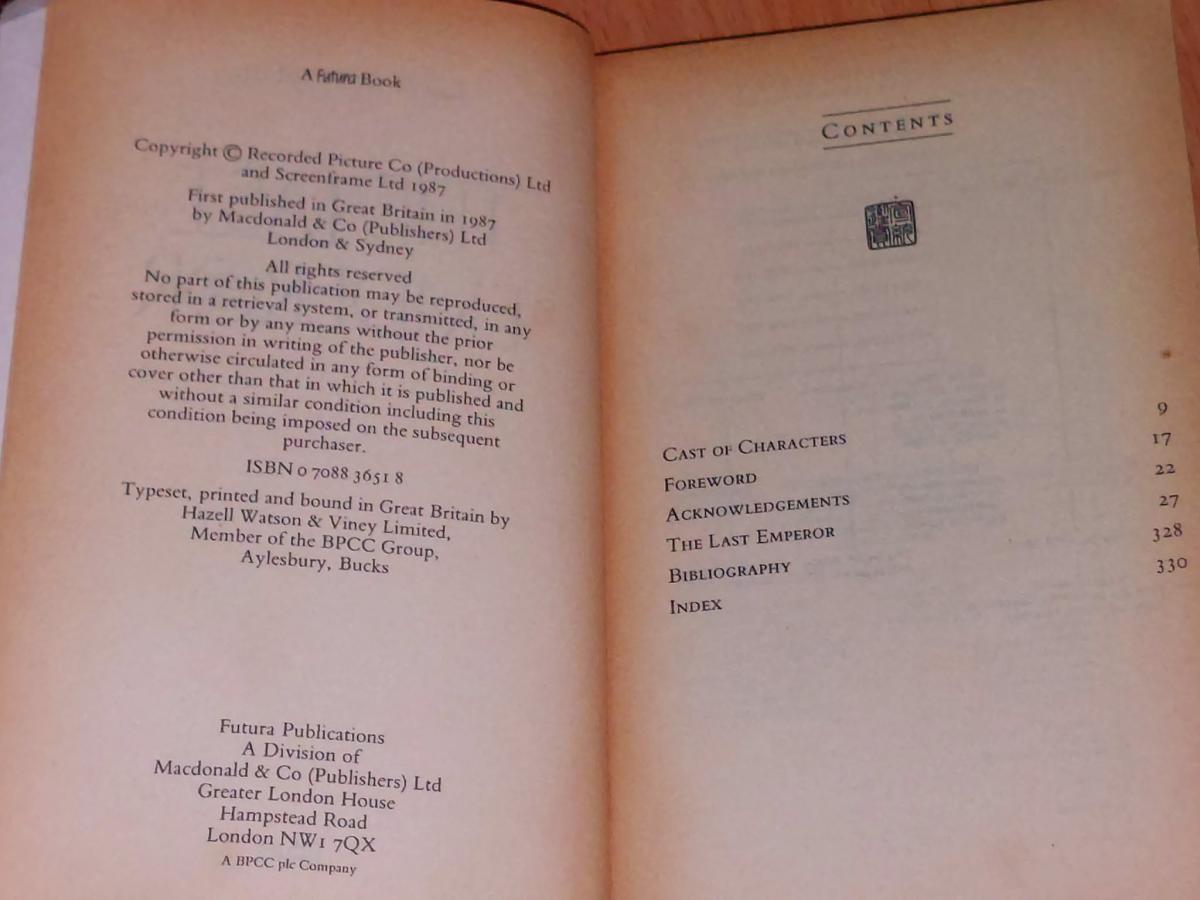 A Futura Book
Copyright © Recorded Picture Co (Productions) Ltd
and Screenframe Ltd 1987
First published in Great Britain in 1987
by Macdonald & Co (Publishers) Ltd
London & Sydney
All rights reserved
No part of this publication may be reproduced,
stored in a retrieval system, or transmitted, in any
form or by any means without the prior
permission in writing of the publisher, nor be
otherwise circulated in any form of binding or
cover other than that in which it is published and
without a similar condition including this
condition being imposed on the subsequent
purchaser.
ISBN 0 7088 3651 8
Typeset, printed and bound in Great Britain by
Hazell Watson & Viney Limited,
Member of the BPCC Group,
Aylesbury, Bucks
Futura Publications
A Division of
Macdonald & Co (Publishers) Ltd
Greater London House
Hampstead Road
London NW1 7QX
A BPCC plc Company
CONTENTS
CAST OF CHARACTERS 9
FOREWORD 17
ACKNOWLEDGEMENTS 22
THE LAST EMPEROR 27
BIBLIOGRAPHY 328
INDEX 330